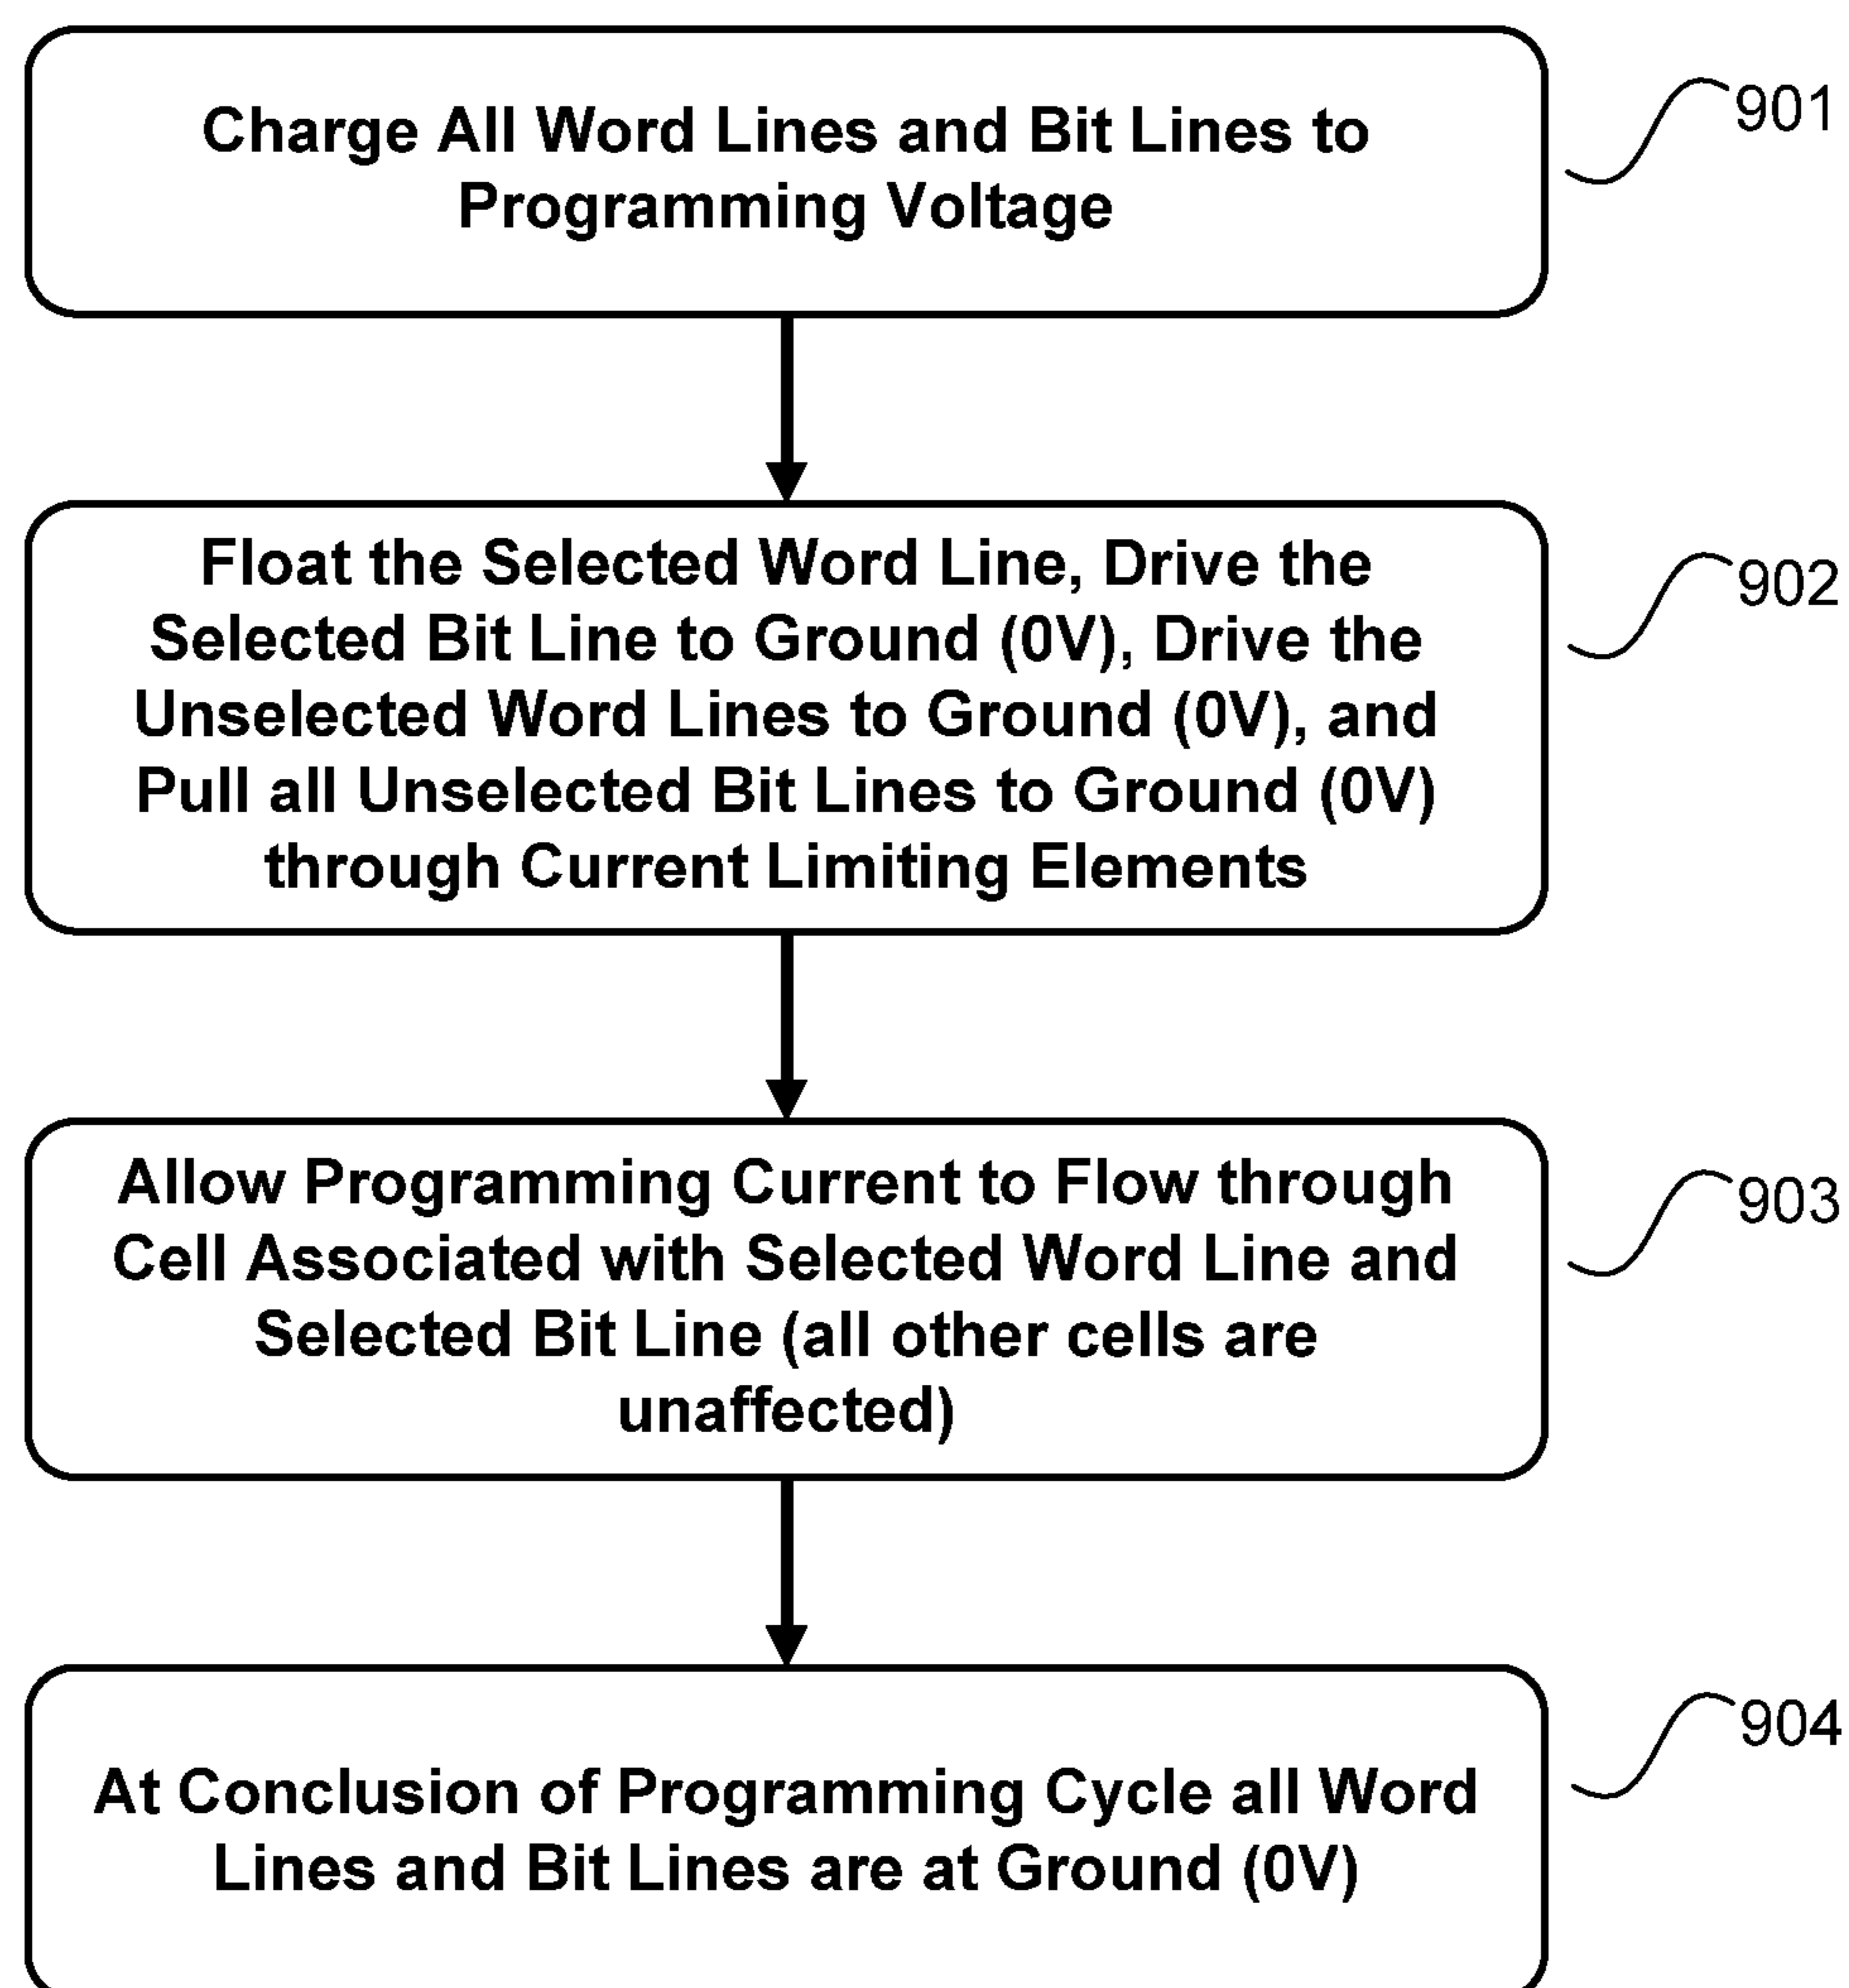 Charge All Word Lines and Bit Lines to
Programming Voltage
901
Float the Selected Word Line, Drive the
Selected Bit Line to Ground (0V), Drive the
Unselected Word Lines to Ground (0V), and
Pull all Unselected Bit Lines to Ground (0V)
through Current Limiting Elements
902
Allow Programming Current to Flow through
Cell Associated with Selected Word Line and
Selected Bit Line (all other cells are
unaffected)
903
At Conclusion of Programming Cycle all Word
Lines and Bit Lines are at Ground (0V)
904